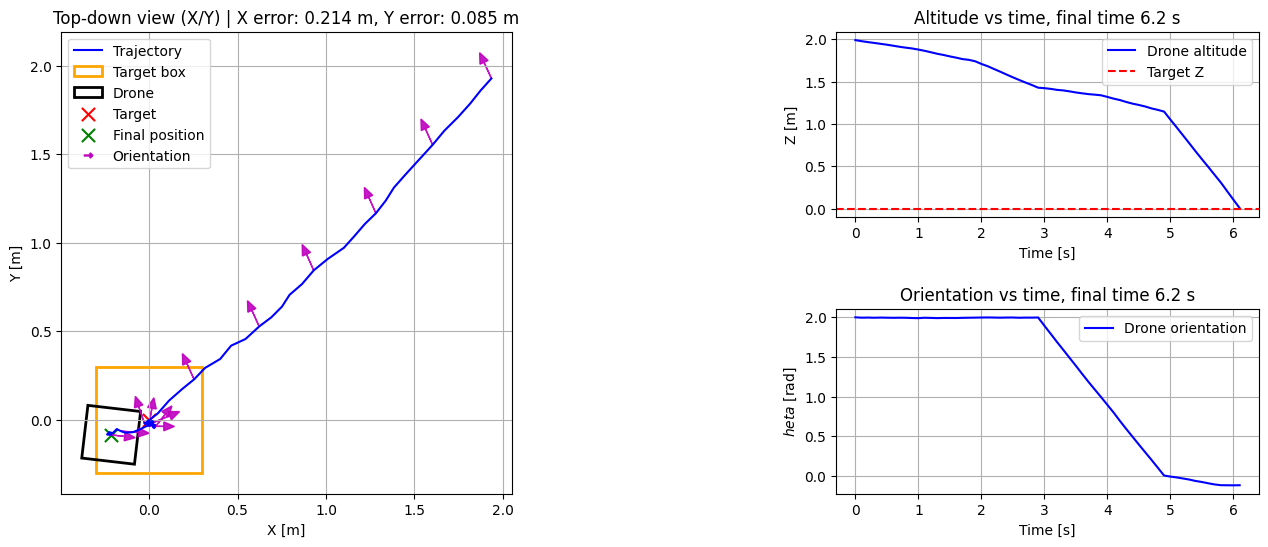 Top-down view (X/Y) | X error: 0.214 m, Y error: 0.085 m
Trajectory
Target box
Drone
Target
Final position
Orientation
Y [m]
2.0
1.5
1.0
0.5
0.0
0.0 0.5 1.0 1.5 2.0
X [m]
Altitude vs time, final time 6.2 s
Drone altitude
Target Z
Z [m]
2.0
1.5
1.0
0.5
0.0
0 1 2 3 4 5 6
Time [s]
Orientation vs time, final time 6.2 s
Drone orientation
heta [rad]
2.0
1.5
1.0
0.5
0.0
0 1 2 3 4 5 6
Time [s]